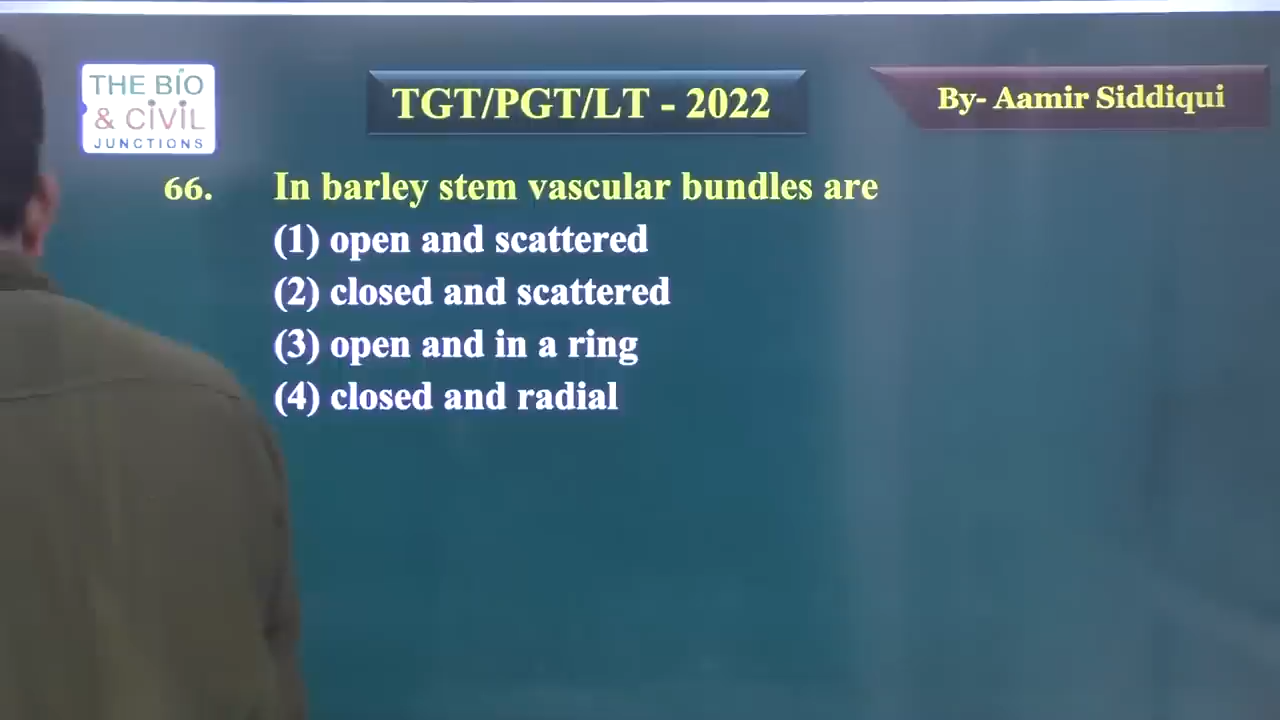 THE BIO
& CIVIL
JUNCTIONS
TGT/PGT/LT - 2022
By- Aamir Siddiqui
66. In barley stem vascular bundles are
(1) open and scattered
(2) closed and scattered
(3) open and in a ring
(4) closed and radial